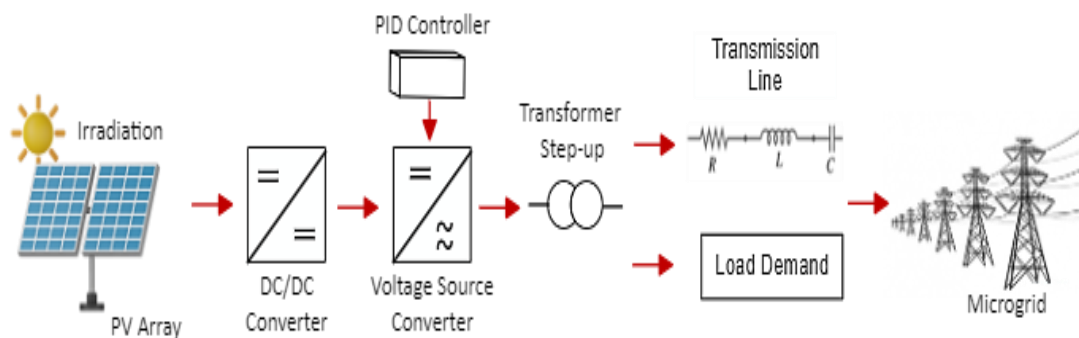 PID Controller
Irradiation
PV Array
DC/DC
Converter
Voltage Source
Converter
Transformer
Step-up
Transmission
Line
R
L
C
Load Demand
Microgrid